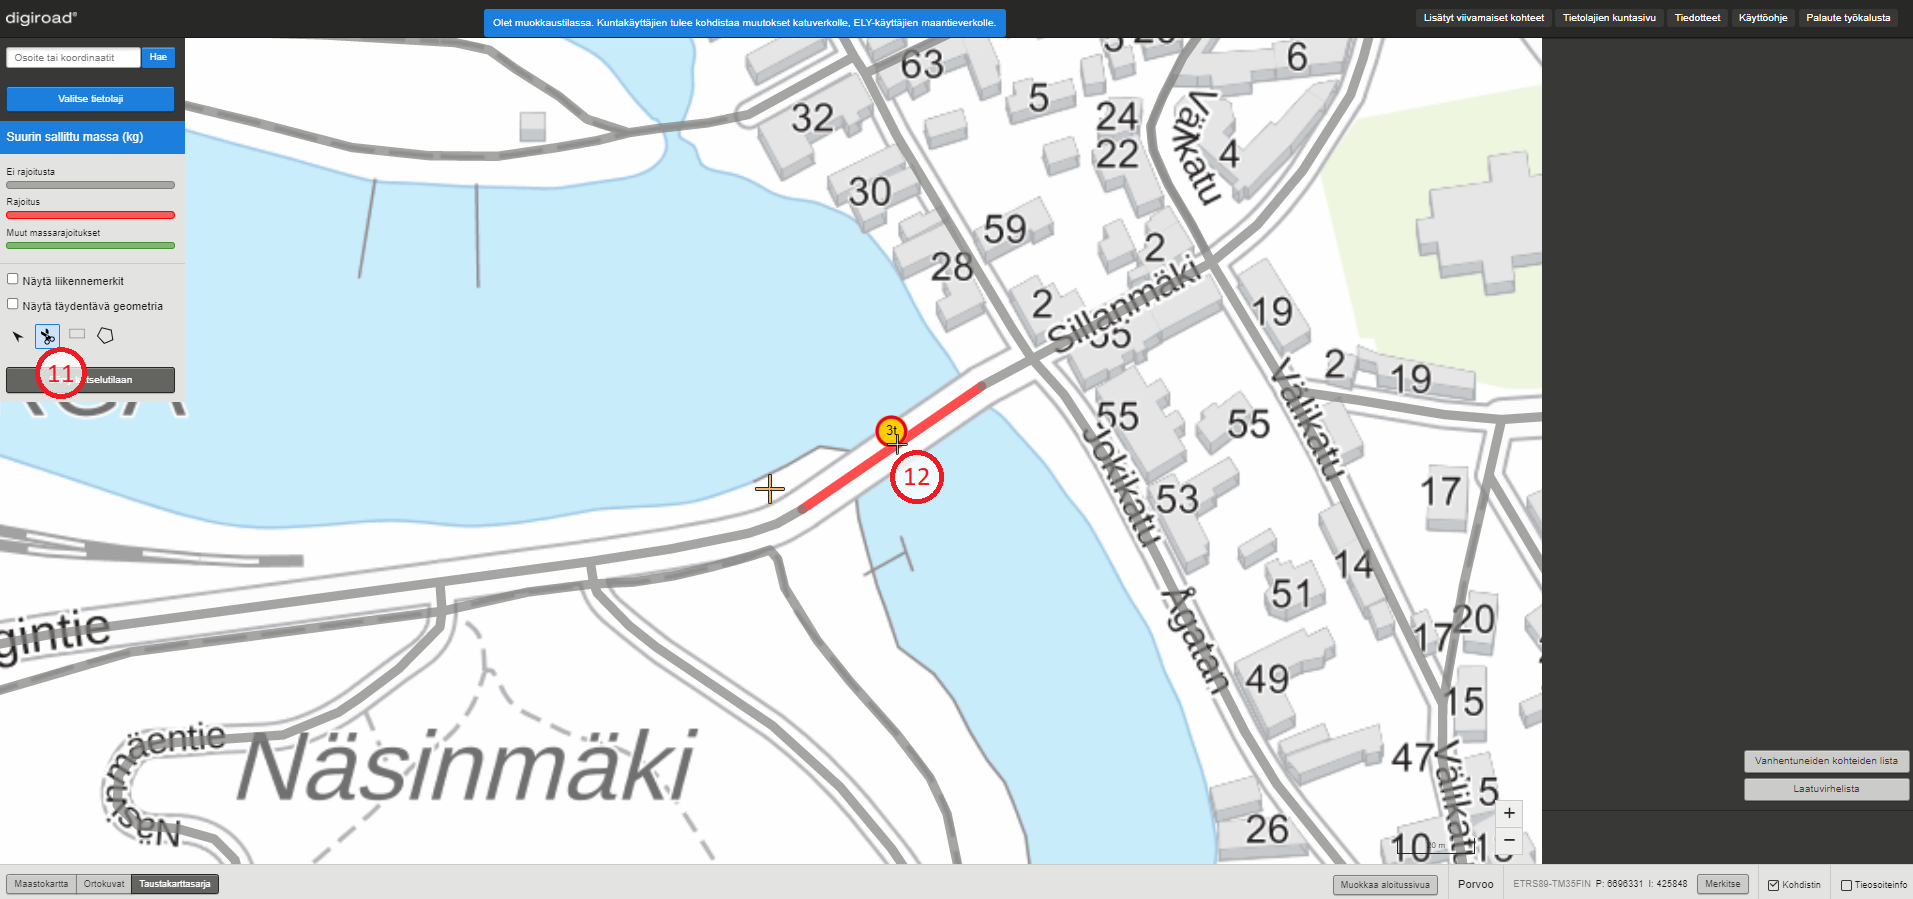 digiroad®
Olet muokkaustilassa. Kuntakäyttäjien tulee kohdistaa muutokset katuverkolle, ELY-käyttäjien maantieverkolle.
Lisätyt viivamaiset kohteet
Tietolajien kuntasivu
Tiedotteet
Käyttöohje
Palaute työkalusta
Osoite tai koordinaatit
Hae
Valitse tietolaji
Suurin sallittu massa (kg)
Ei rajoitusta
Rajoitus
Muut massarajoitukset
Näytä liikennemerkit
Näytä täydentävä geometria
11
tselutilaan
63
5
6
32
24
22
4
Välikatu
30
59
2
28
2
Sillanmäki
55
19
2
19
3t
12
55
55
Jokikatu
Välikatu
53
17
14
51
Ågatan
20
17
49
15
gintie
Näsinmäentie
Näsinmäki
47
Välikatu
5
26
10
20 m
+
−
Vanhentuneiden kohteiden lista
Laatuvirhelista
Maastokartta
Ortokuvat
Taustakarttasarja
Muokkaa aloitussivua
Porvoo
ETRS89-TM35FIN P: 6696331 I: 425848
Merkitse
Kohdistin
Tieosoiteinfo